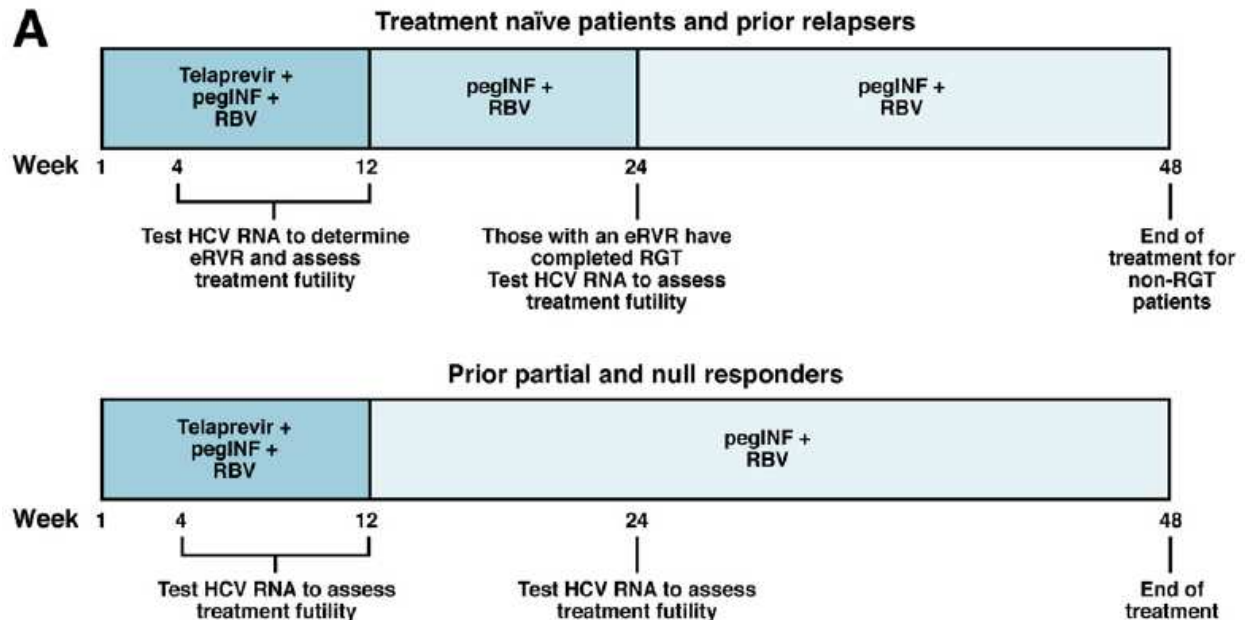 A
Treatment naïve patients and prior relapsers
Telaprevir +
pegINF +
RBV
pegINF +
RBV
pegINF +
RBV
Week 1 4 12 24 48
Test HCV RNA to determine
eRVR and assess
treatment futility
Those with an eRVR have
completed RGT
Test HCV RNA to assess
treatment futility
End of
treatment for
non-RGT
patients
Prior partial and null responders
Telaprevir +
pegINF +
RBV
pegINF +
RBV
Week 1 4 12 24 48
Test HCV RNA to assess
treatment futility
Test HCV RNA to assess
treatment futility
End of
treatment